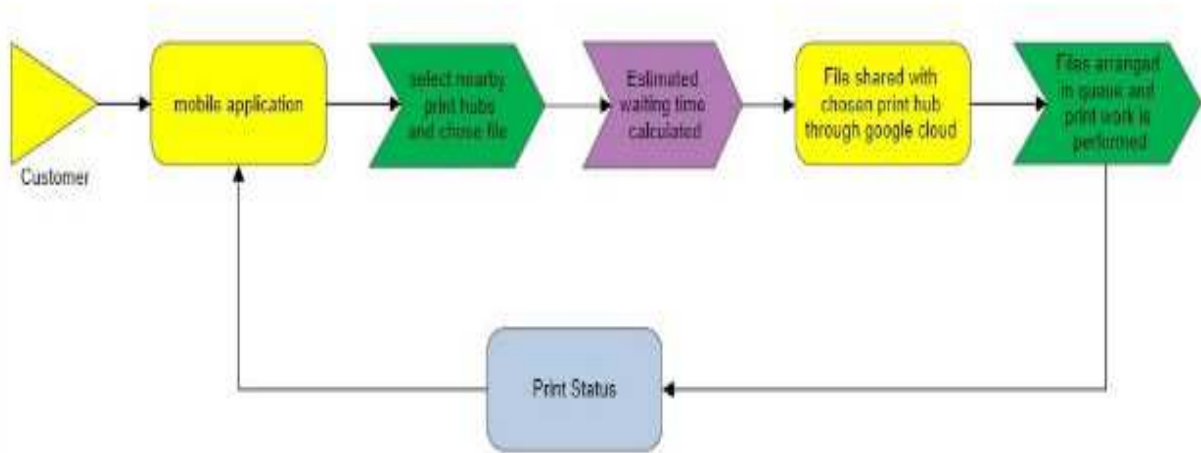 Customer
mobile application
select nearby
print hubs
and chose file
Estimated
waiting time
calculated
File shared with
chosen print hub
through google cloud
Files arranged
in queue and
print work is
performed
Print Status